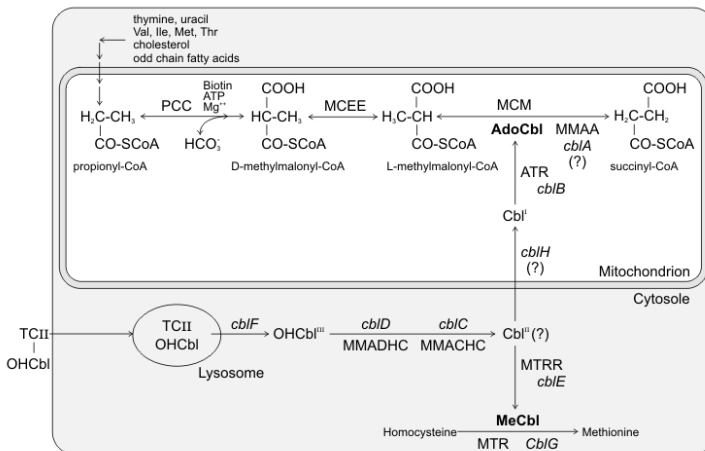 thymine, uracil
Val, Ile, Met, Thr
cholesterol
odd chain fatty acids
Biotin
ATP
Mg⁺⁺
COOH
COOH
COOH
PCC
MCEE
MCM
H₂C-CH₃
HC-CH₃
H₃C-CH
H₂C-CH₂
AdoCbl
MMAA
CO-SCoA
HCO₃⁻
CO-SCoA
CO-SCoA
cblA
CO-SCoA
propionyl-CoA
D-methylmalonyl-CoA
L-methylmalonyl-CoA
(?)
succinyl-CoA
ATR
cblB
Cblᴵ
cblH
(?)
Mitochondrion
Cytosole
TCII
OHCbl
TCII
OHCbl
Lysosome
cblF
OHCblᴵᴵᴵ
cblD
cblC
MMADHC
MMACHC
Cblᴵᴵ(?)
MTRR
cblE
MeCbl
Homocysteine
Methionine
MTR
CblG